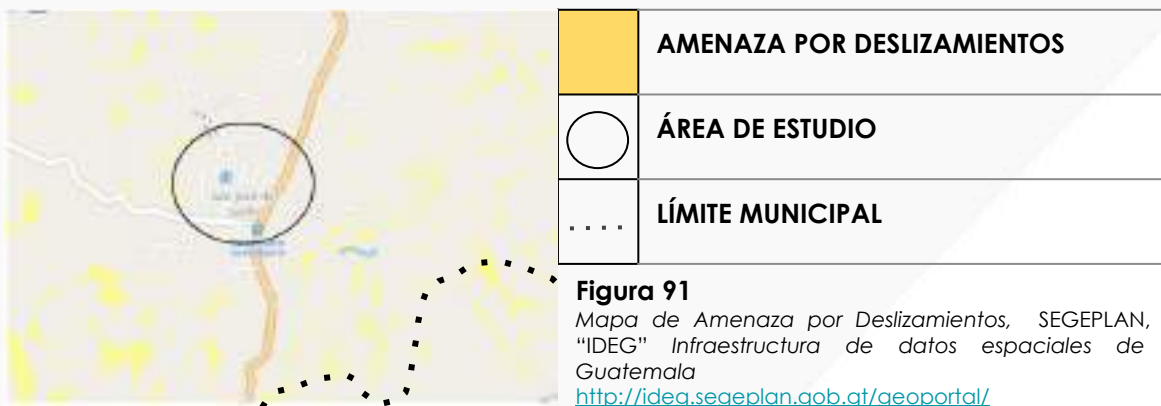 AMENAZA POR DESLIZAMIENTOS
ÁREA DE ESTUDIO
LÍMITE MUNICIPAL
Figura 91
Mapa de Amenaza por Deslizamientos, SEGEPLAN,
“IDEG” Infraestructura de datos espaciales de
Guatemala
http://ideg.segeplan.gob.gt/geoportal/